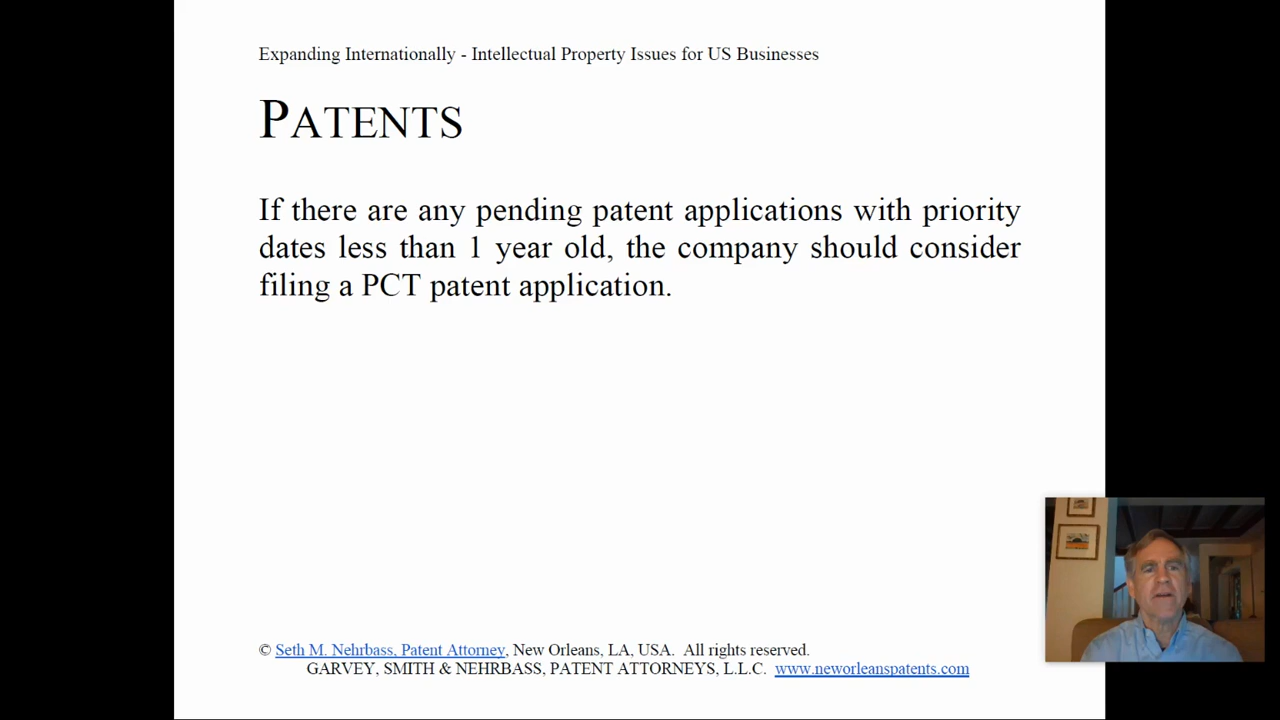 Expanding Internationally - Intellectual Property Issues for US Businesses
PATENTS
If there are any pending patent applications with priority
dates less than 1 year old, the company should consider
filing a PCT patent application.
© Seth M. Nehrbass, Patent Attorney, New Orleans, LA, USA.  All rights reserved.
GARVEY, SMITH & NEHRBASS, PATENT ATTORNEYS, L.L.C.  www.neworleanspatents.com